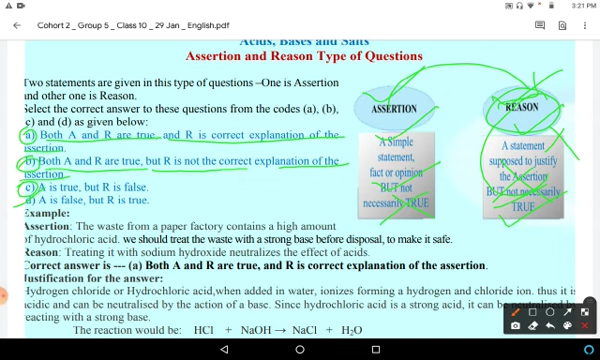 3:21 PM
Cohort 2 _ Group 5 _ Class 10 _ 29 Jan _ English.pdf
Acids, Bases and Salts
Assertion and Reason Type of Questions
Two statements are given in this type of questions –One is Assertion
and other one is Reason.
Select the correct answer to these questions from the codes (a), (b),
c) and (d) as given below:
a) Both A and R are true, and R is correct explanation of the
assertion.
b) Both A and R are true, but R is not the correct explanation of the
assertion
c) A is true, but R is false.
d) A is false, but R is true.
Example:
Assertion: The waste from a paper factory contains a high amount
of hydrochloric acid. we should treat the waste with a strong base before disposal, to make it safe.
Reason: Treating it with sodium hydroxide neutralizes the effect of acids.
Correct answer is --- (a) Both A and R are true, and R is correct explanation of the assertion.
Justification for the answer:
Hydrogen chloride or Hydrochloric acid,when added in water, ionizes forming a hydrogen and chloride ion. thus it is
acidic and can be neutralised by the action of a base. Since hydrochloric acid is a strong acid, it can be neutralised by
reacting with a strong base.
The reaction would be: HCl + NaOH → NaCl + H₂O
ASSERTION
A Simple
statement,
fact or opinion
BUT not
necessarily TRUE
REASON
A statement
supposed to justify
the Assertion
BUT not necessarily
TRUE